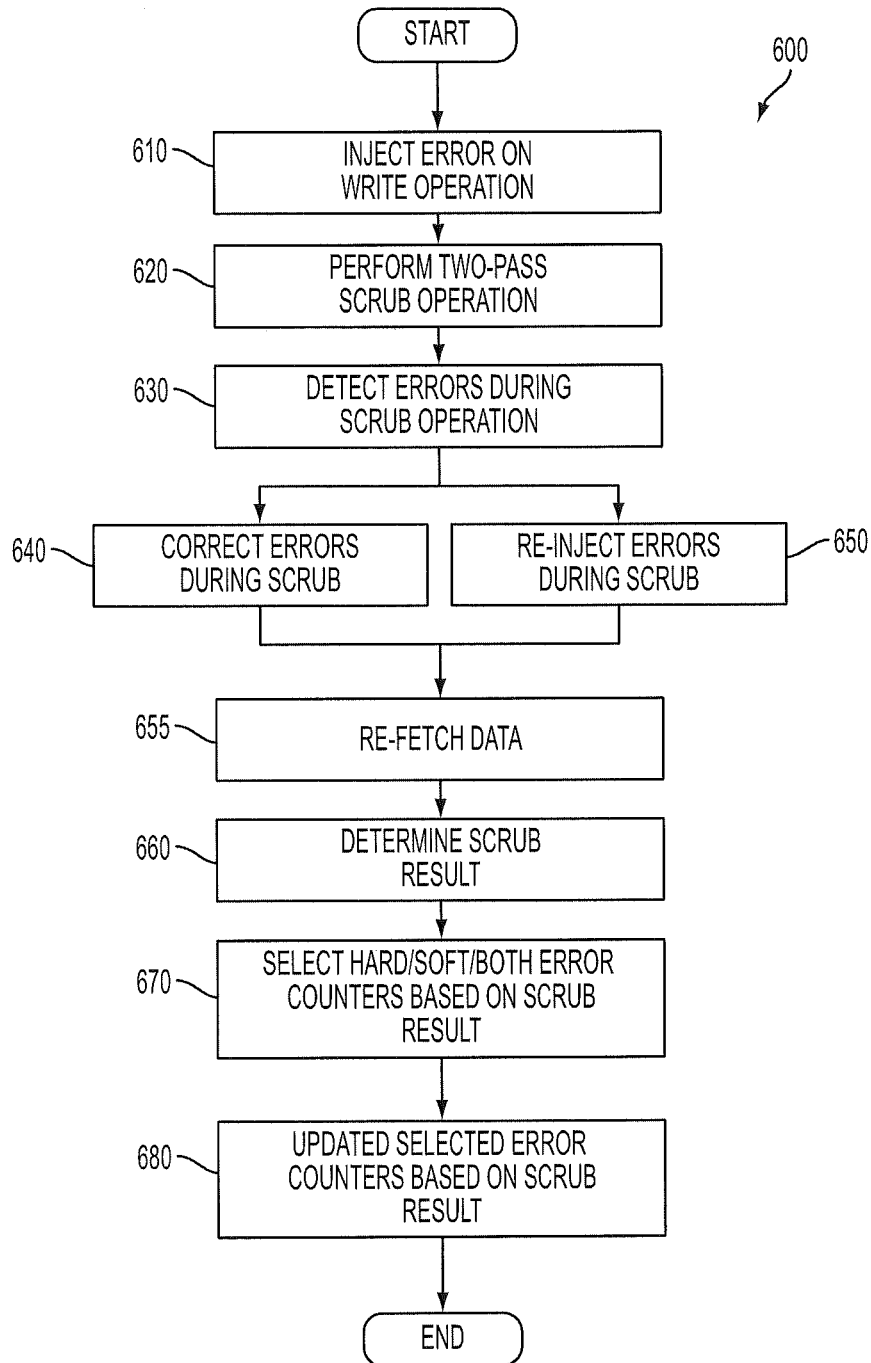 START
600
610
INJECT ERROR ON
WRITE OPERATION
620
PERFORM TWO-PASS
SCRUB OPERATION
630
DETECT ERRORS DURING
SCRUB OPERATION
640
CORRECT ERRORS
DURING SCRUB
RE-INJECT ERRORS
DURING SCRUB
650
655
RE-FETCH DATA
660
DETERMINE SCRUB
RESULT
670
SELECT HARD/SOFT/BOTH ERROR
COUNTERS BASED ON SCRUB
RESULT
680
UPDATED SELECTED ERROR
COUNTERS BASED ON SCRUB
RESULT
END